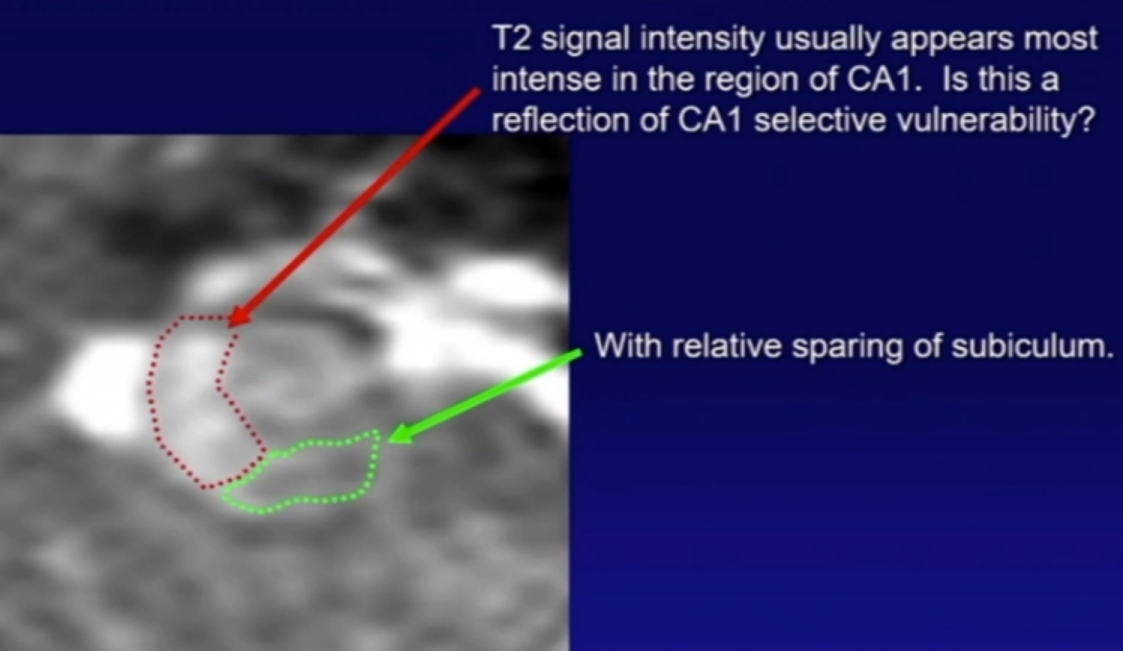 T2 signal intensity usually appears most
intense in the region of CA1.  Is this a
reflection of CA1 selective vulnerability?
With relative sparing of subiculum.